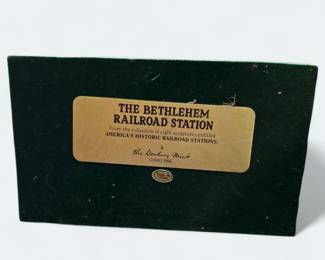 THE BETHLEHEM
RAILROAD STATION
From the collection of eight sculptures entitled
AMERICA'S HISTORIC RAILROAD STATIONS.
The Danbury Mint